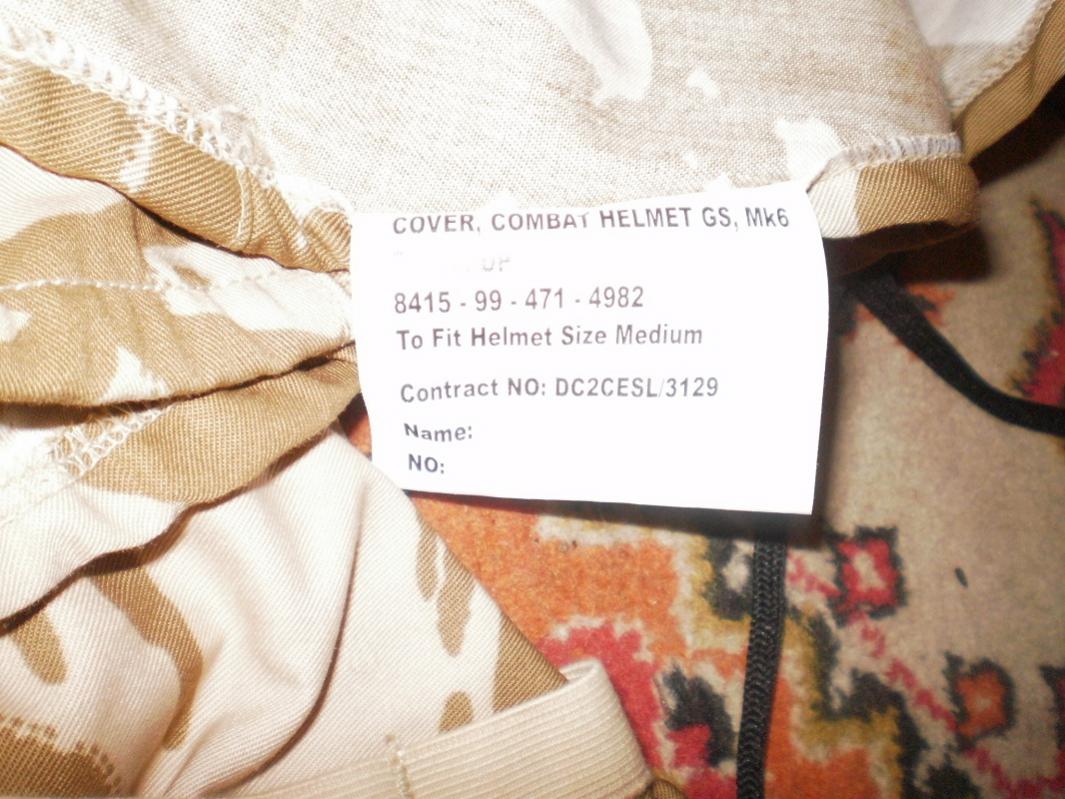 COVER, COMBAT HELMET GS, Mk6
DP
8415 - 99 - 471 - 4982
To Fit Helmet Size Medium
Contract NO: DC2CESL/3129
Name:
NO: